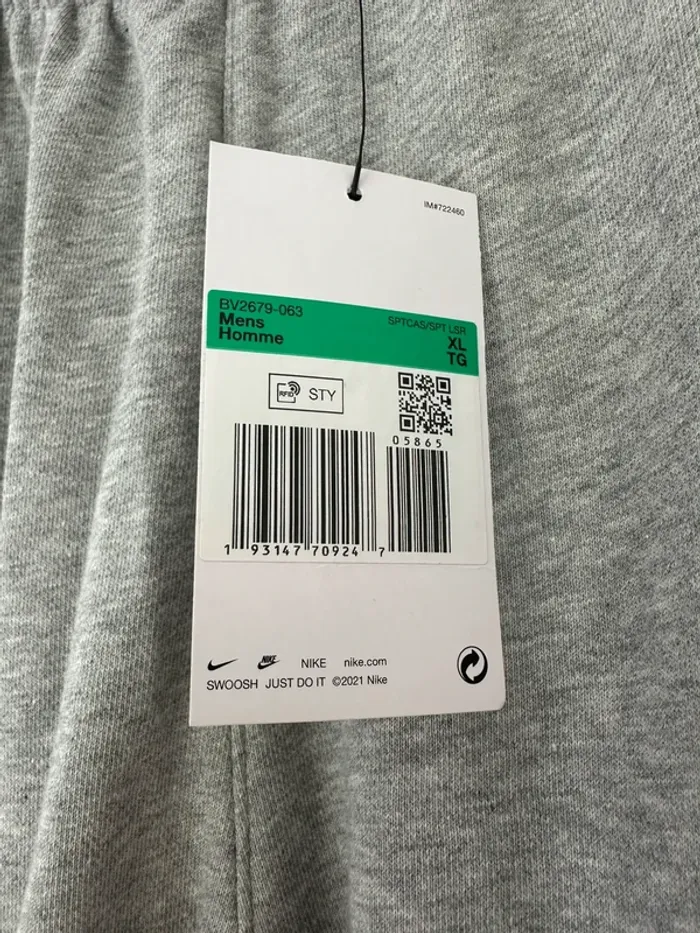 IM#722460
BV2679-063
Mens
Homme
SPTCAS/SPT LSR
XL
TG
RFID STY
05865
1 93147 70924 7
NIKE nike.com
SWOOSH JUST DO IT ©2021 Nike